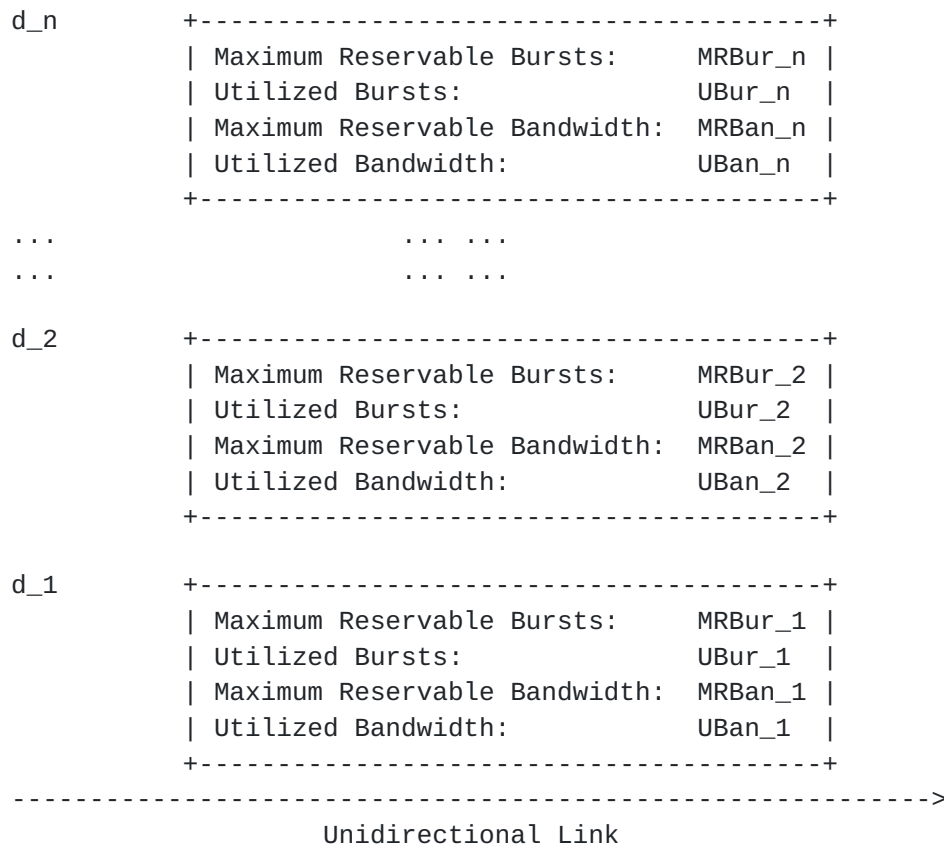 d_n        +----------------------------------------+
           | Maximum Reservable Bursts:     MRBur_n |
           | Utilized Bursts:               UBur_n  |
           | Maximum Reservable Bandwidth:  MRBan_n |
           | Utilized Bandwidth:            UBan_n  |
           +----------------------------------------+
...                      ... ...
...                      ... ...
d_2        +----------------------------------------+
           | Maximum Reservable Bursts:     MRBur_2 |
           | Utilized Bursts:               UBur_2  |
           | Maximum Reservable Bandwidth:  MRBan_2 |
           | Utilized Bandwidth:            UBan_2  |
           +----------------------------------------+
d_1        +----------------------------------------+
           | Maximum Reservable Bursts:     MRBur_1 |
           | Utilized Bursts:               UBur_1  |
           | Maximum Reservable Bandwidth:  MRBan_1 |
           | Utilized Bandwidth:            UBan_1  |
           +----------------------------------------+
----------------------------------------------------------->
                    Unidirectional Link